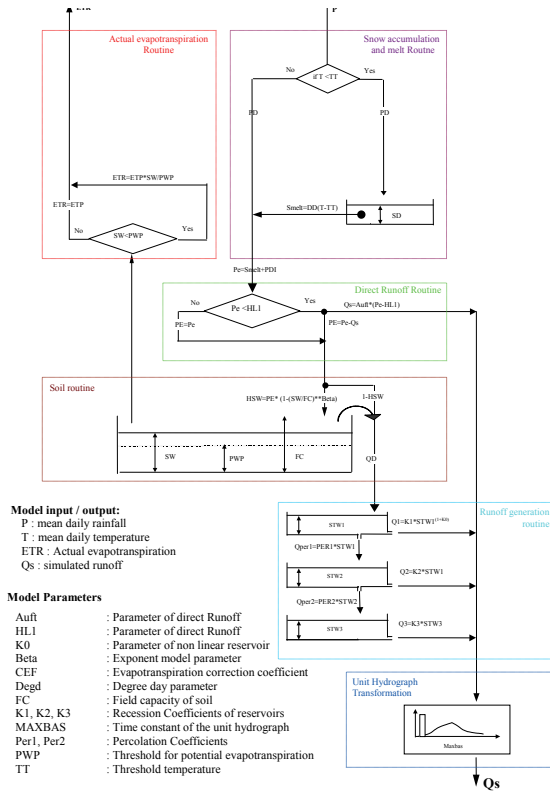 ETR
P
Actual evapotranspiration
Routine
Snow accumulation
and melt Routne
No
if T <TT
Yes
PD
PD
ETR=ETP*SW/PWP
ETR=ETP
Smelt=DD(T-TT)
SD
No
SW<PWP
Yes
Pe=Smelt+PDI
Direct Runoff Routine
No
Pe <HL1
Yes
Qs=Auft*(Pe-HL1)
PE=Pe
PE=Pe-Qs
Soil routine
HSW=PE* (1-(SW/FC)**Beta)
1-HSW
SW
PWP
FC
QD
Model input / output:
P : mean daily rainfall
T : mean daily temperature
ETR : Actual evapotranspiration
Qs : simulated runoff
Runoff generation
routine
STW1
Q1=K1*STW1(1+K0)
Qper1=PER1*STW1
STW2
Q2=K2*STW1
Qper2=PER2*STW2
STW3
Q3=K3*STW3
Model Parameters
Auft : Parameter of direct Runoff
HL1 : Parameter of direct Runoff
K0 : Parameter of non linear reservoir
Beta : Exponent model parameter
CEF : Evapotranspiration correction coefficient
Degd : Degree day parameter
FC : Field capacity of soil
K1, K2, K3 : Recession Coefficients of reservoirs
MAXBAS : Time constant of the unit hydrograph
Per1, Per2 : Percolation Coefficients
PWP : Threshold for potential evapotranspiration
TT : Threshold temperature
Unit Hydrograph
Transformation
Maxbas
Qs